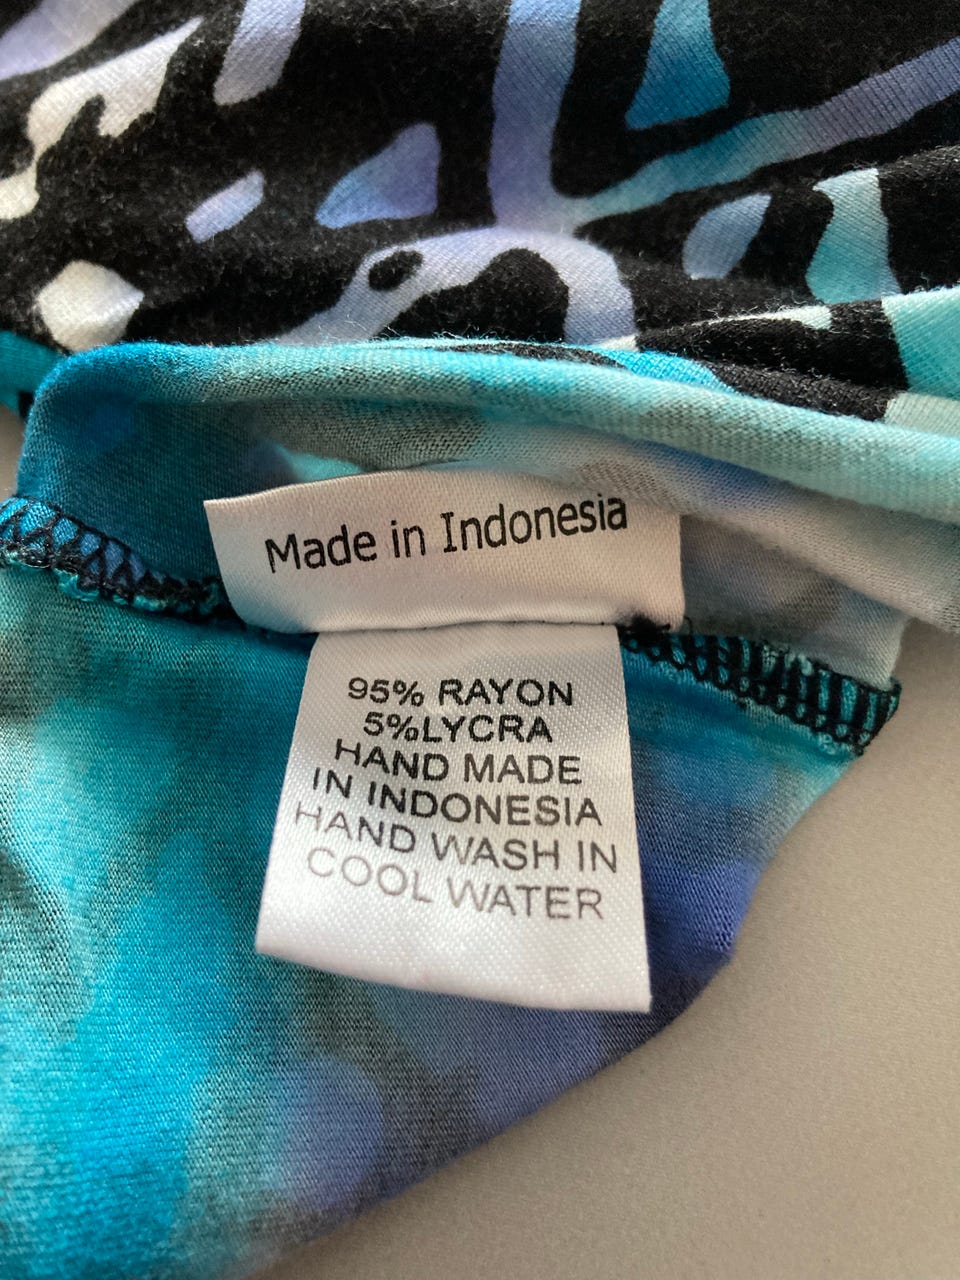 Made in Indonesia
95% RAYON
5%LYCRA
HAND MADE
IN INDONESIA
HAND WASH IN
COOL WATER